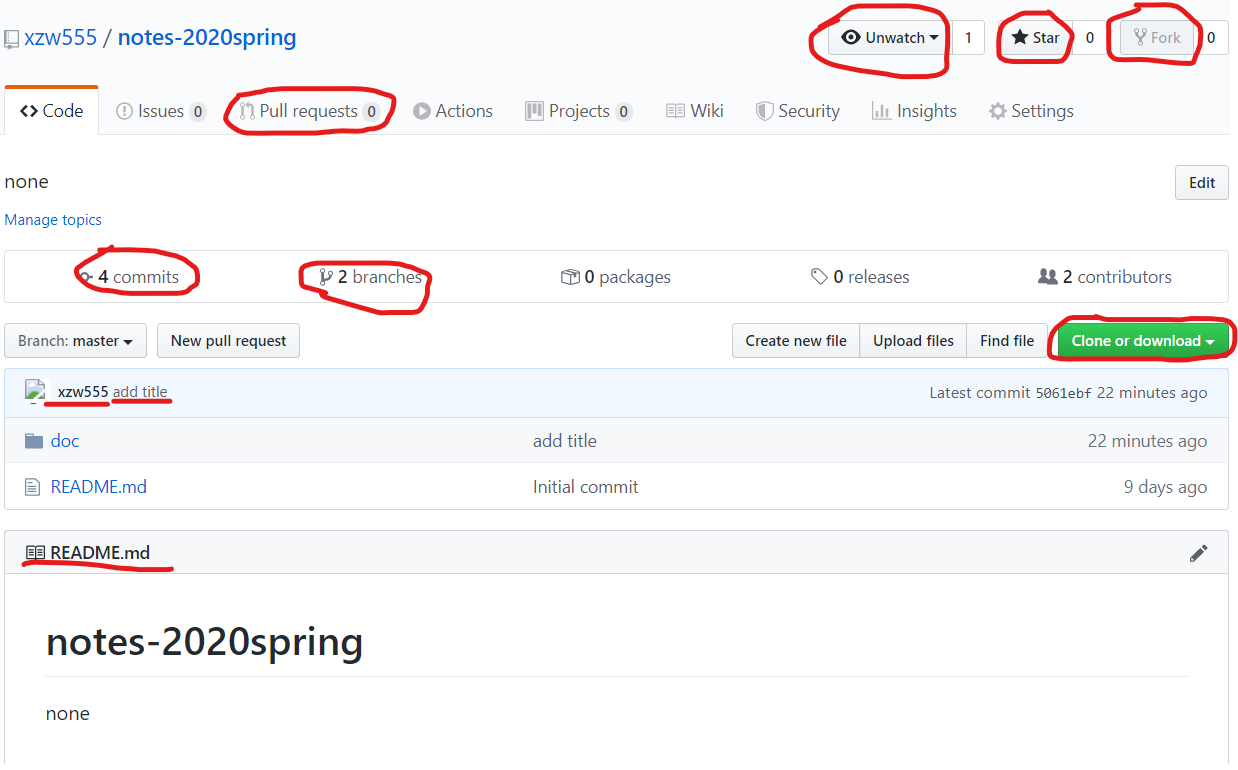 xzw555 / notes-2020spring Unwatch 1 Star 0 Fork 0
Code Issues 0 Pull requests 0 Actions Projects 0 Wiki Security Insights Settings
none Edit
Manage topics
4 commits 2 branches 0 packages 0 releases 2 contributors
Branch: master New pull request Create new file Upload files Find file Clone or download
xzw555 add title Latest commit 5061ebf 22 minutes ago
doc add title 22 minutes ago
README.md Initial commit 9 days ago
README.md
notes-2020spring
none